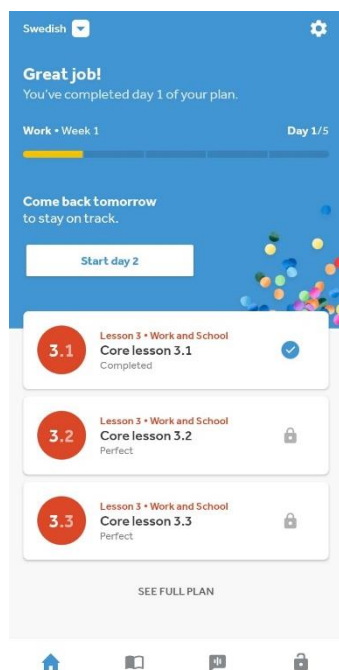 Swedish
Great job!
You've completed day 1 of your plan.
Work • Week 1 Day 1/5
Come back tomorrow
to stay on track.
Start day 2
3.1
Lesson 3 • Work and School
Core lesson 3.1
Completed
3.2
Lesson 3 • Work and School
Core lesson 3.2
Perfect
3.3
Lesson 3 • Work and School
Core lesson 3.3
Perfect
SEE FULL PLAN